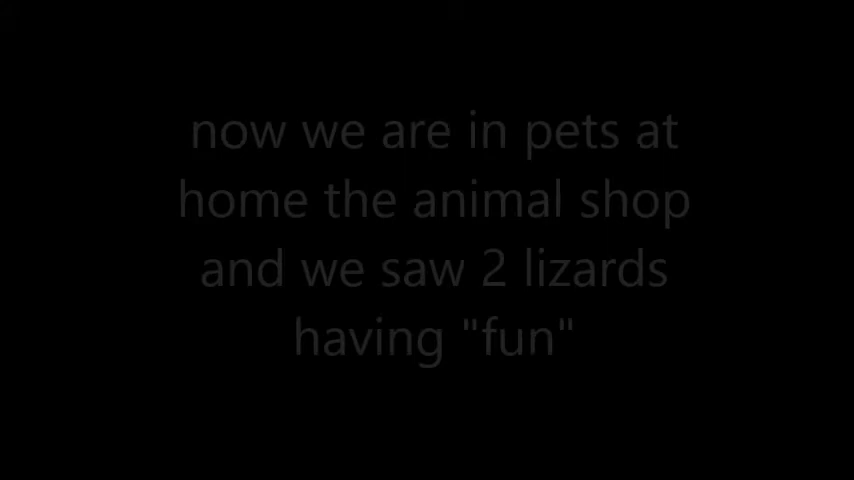 now we are in pets at
home the animal shop
and we saw 2 lizards
having "fun"